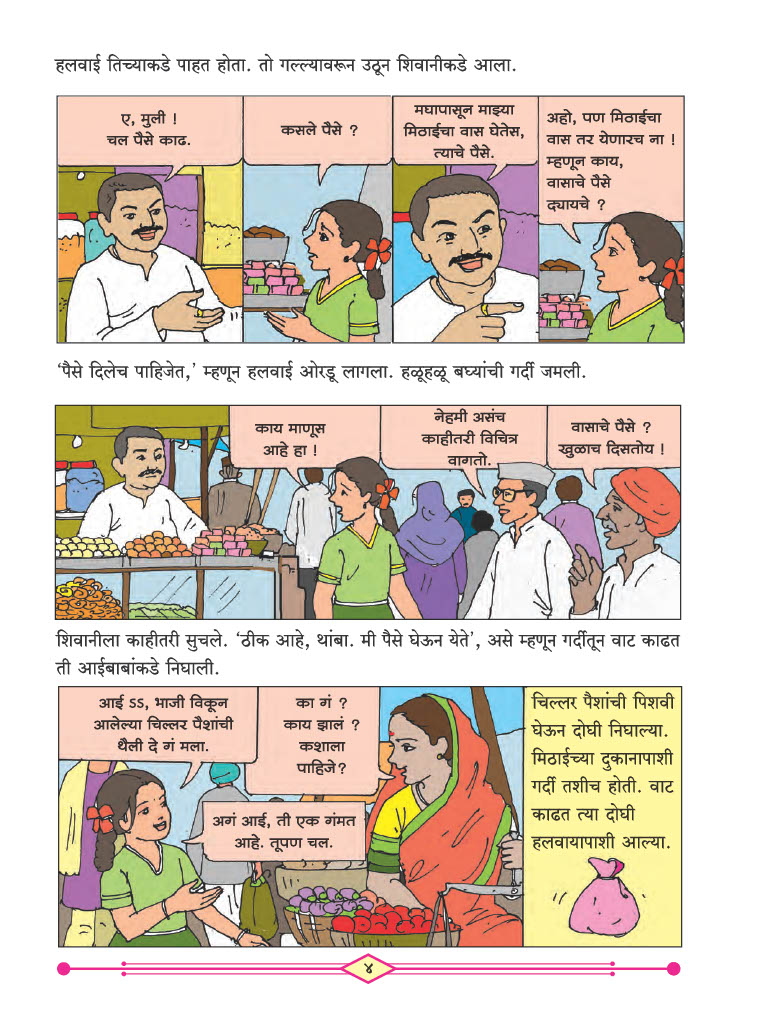 हलवाई तिच्याकडे पाहत होता. तो गल्ल्यावरून उठून शिवानीकडे आला.
ए, मुली !
चल पैसे काढ.
कसले पैसे ?
मघापासून माझ्या
मिठाईचा वास घेतेस,
त्याचे पैसे.
अहो, पण मिठाईचा
वास तर येणारच ना !
म्हणून काय,
वासाचे पैसे
द्यायचे ?
‘पैसे दिलेच पाहिजेत,’ म्हणून हलवाई ओरडू लागला. हळूहळू बघ्यांची गर्दी जमली.
काय माणूस
आहे हा !
नेहमी असंच
काहीतरी विचित्र
वागतो.
वासाचे पैसे ?
खुळाच दिसतोय !
शिवानीला काहीतरी सुचले. ‘ठीक आहे, थांबा. मी पैसे घेऊन येते’, असे म्हणून गर्दीतून वाट काढत
ती आईबाबांकडे निघाली.
आई ऽऽ, भाजी विकून
आलेल्या चिल्लर पैशांची
थैली दे गं मला.
का गं ?
काय झालं ?
कशाला
पाहिजे?
अगं आई, ती एक गंमत
आहे. तूपण चल.
चिल्लर पैशांची पिशवी
घेऊन दोघी निघाल्या.
मिठाईच्या दुकानापाशी
गर्दी तशीच होती. वाट
काढत त्या दोघी
हलवायापाशी आल्या.
४